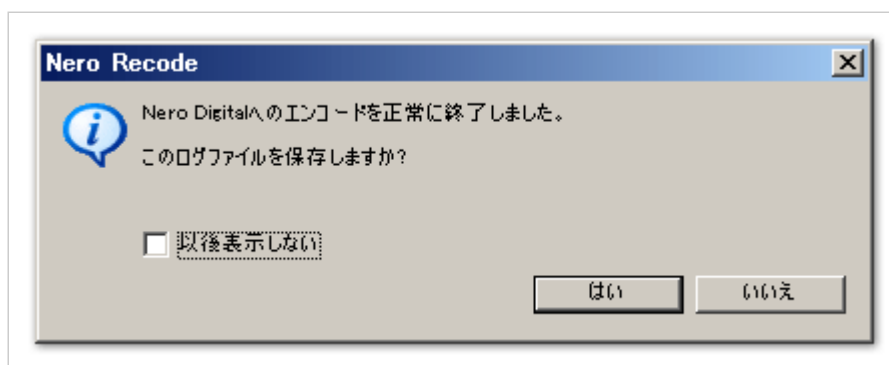 Nero Recode
Nero Digitalへのエンコードを正常に終了しました。
このログファイルを保存しますか?
以後表示しない
はい
いいえ